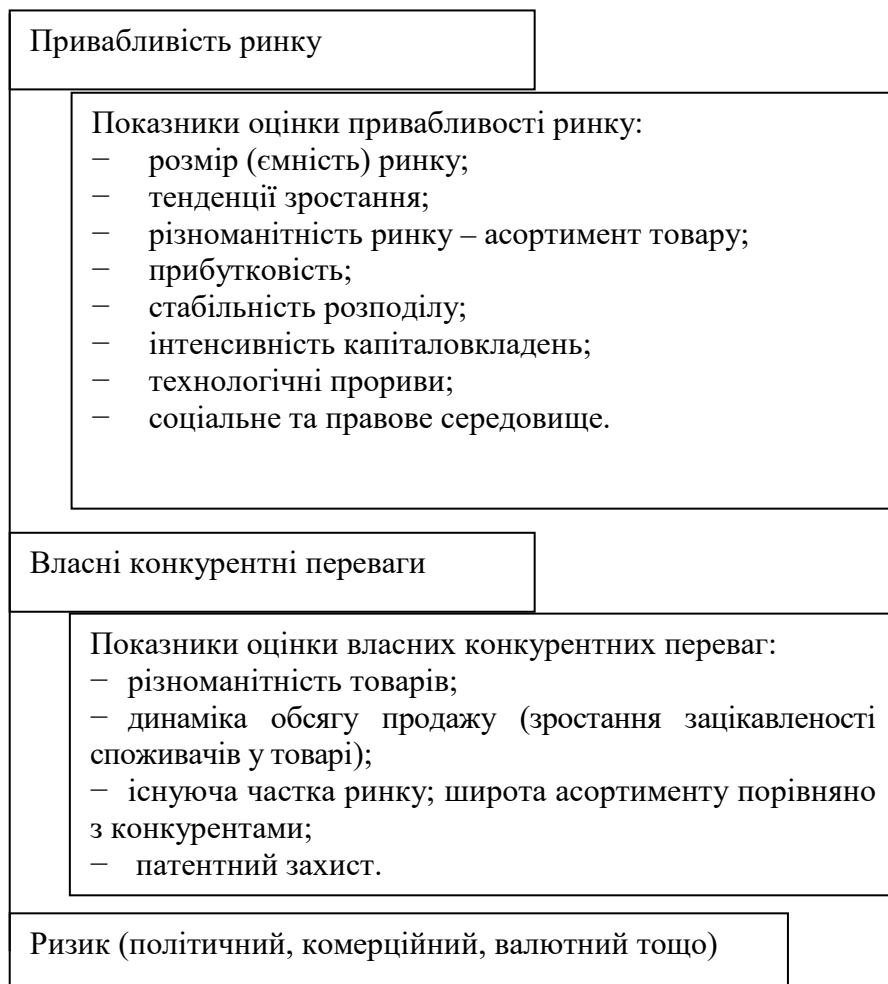 Привабливість ринку
Показники оцінки привабливості ринку:
− розмір (ємність) ринку;
− тенденції зростання;
− різноманітність ринку – асортимент товару;
− прибутковість;
− стабільність розподілу;
− інтенсивність капіталовкладень;
− технологічні прориви;
− соціальне та правове середовище.
Власні конкурентні переваги
Показники оцінки власних конкурентних переваг:
− різноманітність товарів;
− динаміка обсягу продажу (зростання зацікавленості
споживачів у товарі);
− існуюча частка ринку; широта асортименту порівняно
з конкурентами;
− патентний захист.
Ризик (політичний, комерційний, валютний тощо)